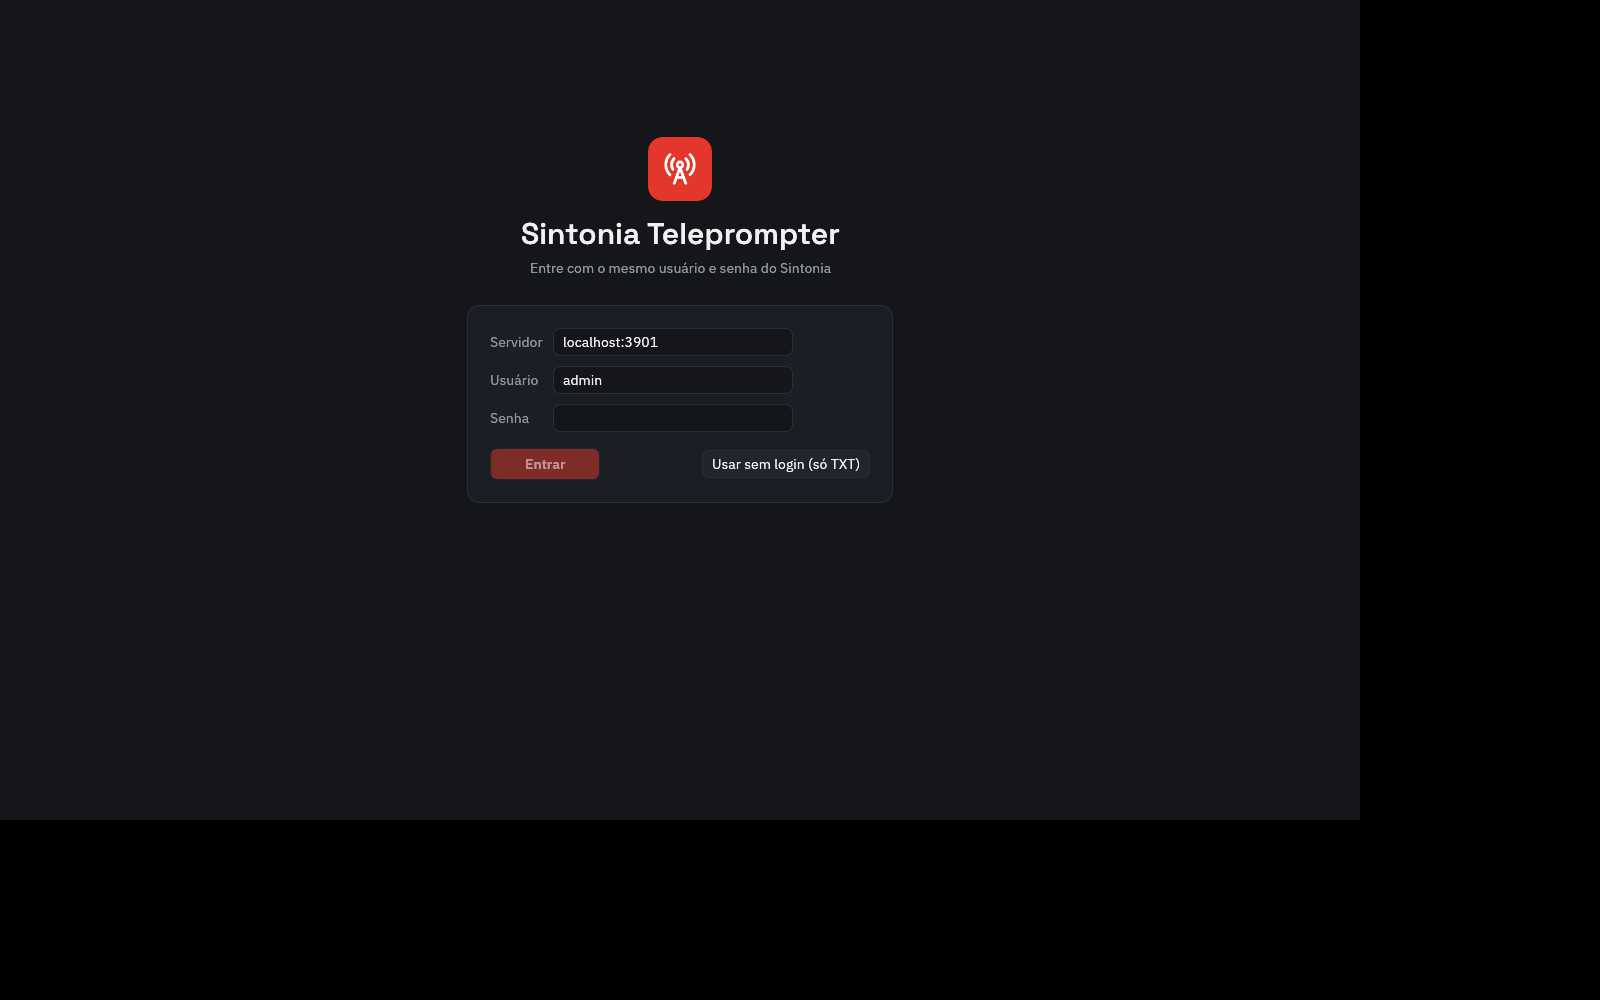 Sintonia Teleprompter
Entre com o mesmo usuário e senha do Sintonia
Servidor localhost:3901
Usuário admin
Senha
Entrar Usar sem login (só TXT)